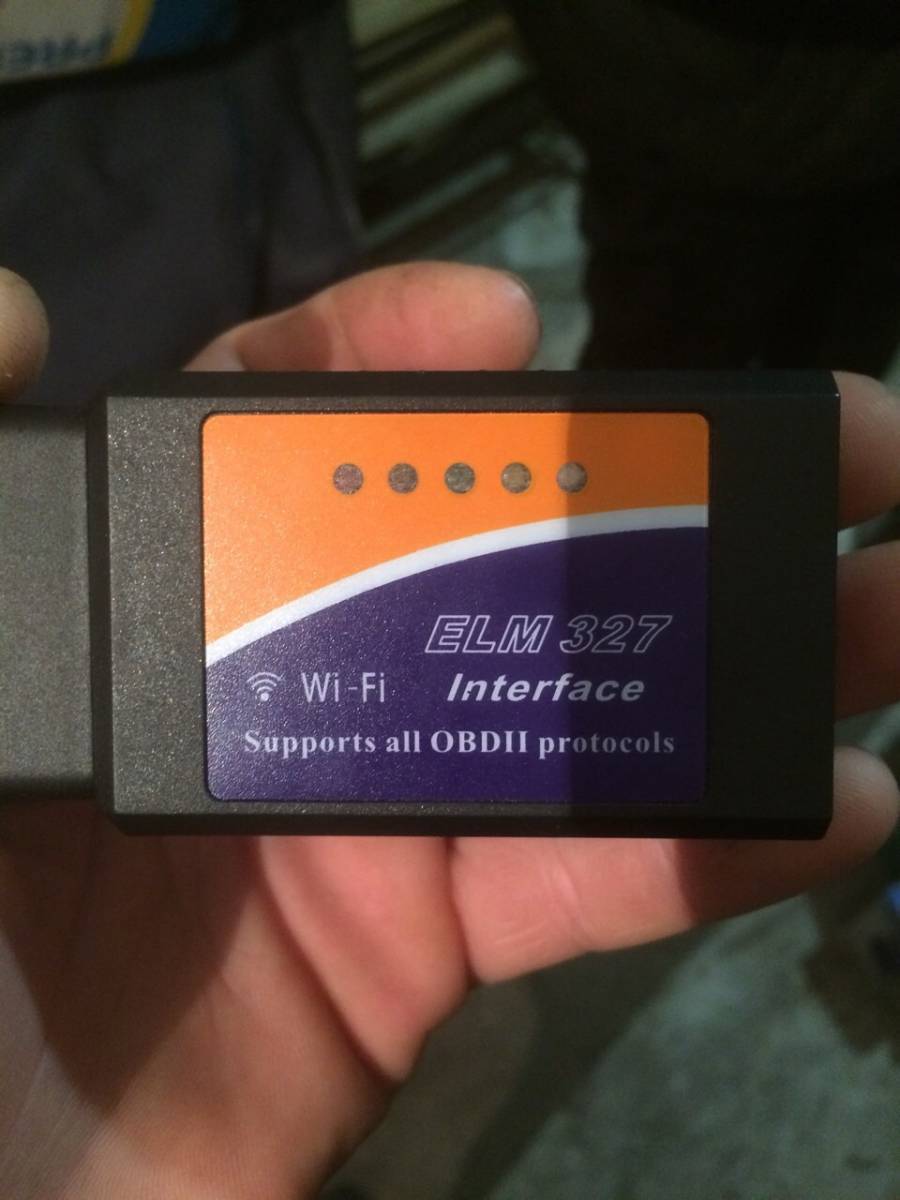 ELM 327
Wi-Fi Interface
Supports all OBDII protocols